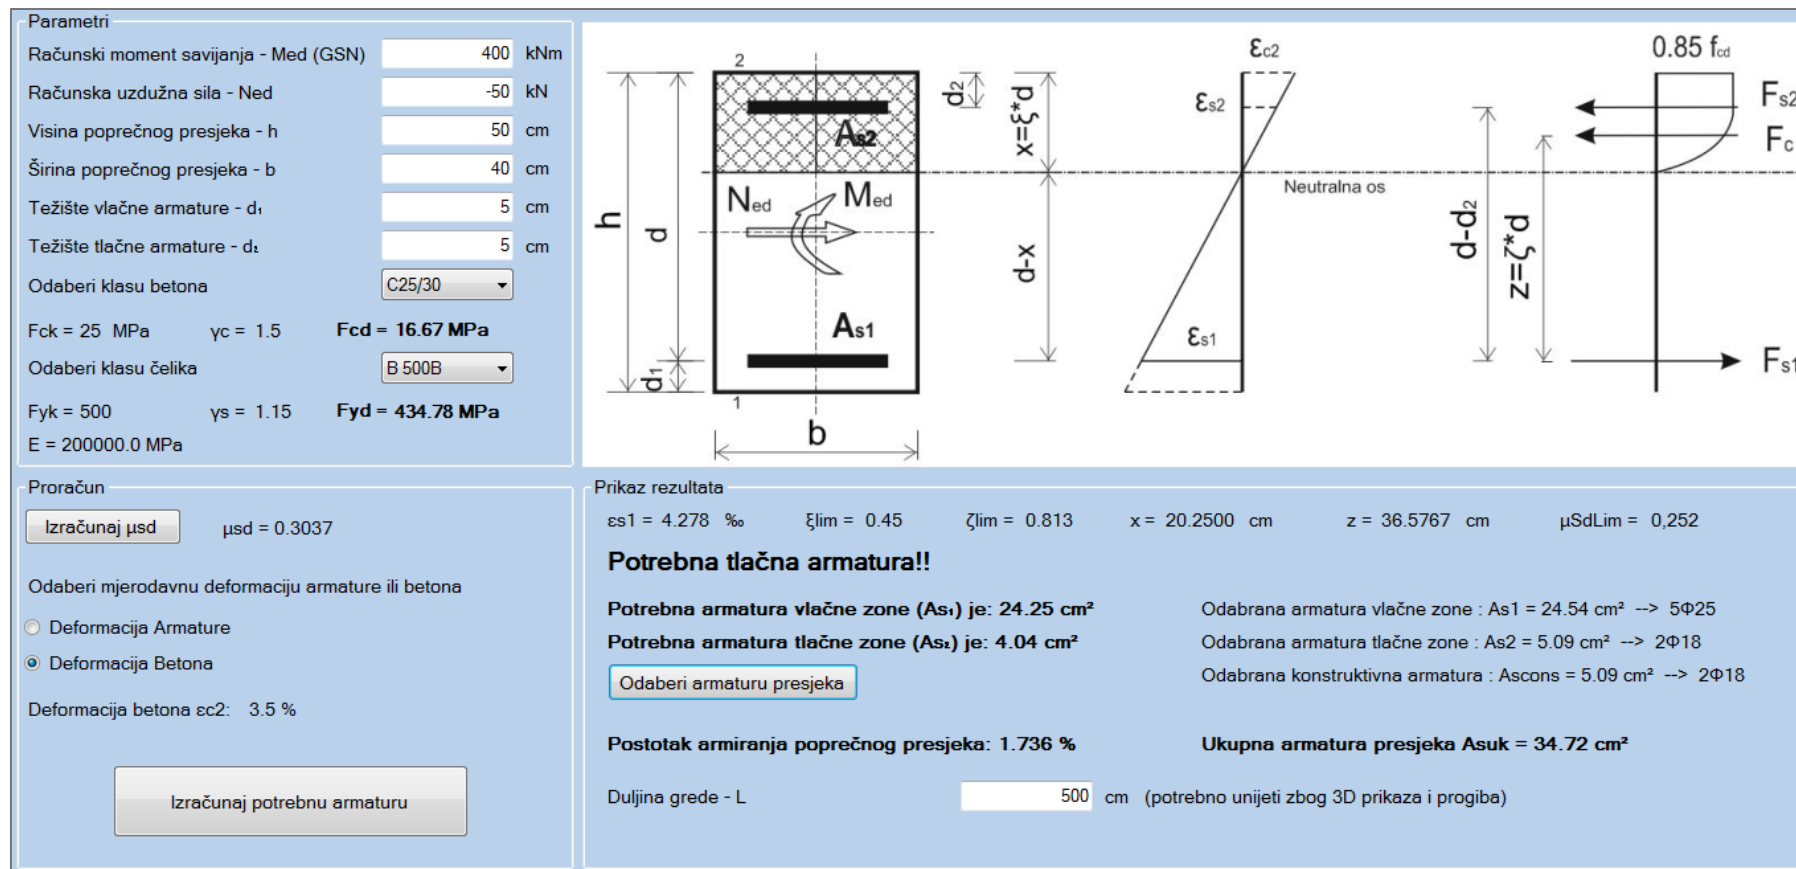 Parametri
Računski moment savijanja - Med (GSN) 400 kNm
Računska uzdužna sila - Ned -50 kN
Visina poprečnog presjeka - h 50 cm
Širina poprečnog presjeka - b 40 cm
Težište vlačne armature - d₁ 5 cm
Težište tlačne armature - d₂ 5 cm
Odaberi klasu betona C25/30
Fck = 25 MPa γc = 1.5 Fcd = 16.67 MPa
Odaberi klasu čelika B 500B
Fyk = 500 γs = 1.15 Fyd = 434.78 MPa
E = 200000.0 MPa
2
h
d
d₁
As2
Ned
Med
As1
1
b
d₂
x=ξ*d
d-x
εc2
εs2
εs1
Neutralna os
0.85 fcd
Fs2
Fc
Fs1
d-d₂
z=ζ*d
Proračun
Izračunaj μsd μsd = 0.3037
Odaberi mjerodavnu deformaciju armature ili betona
Deformacija Armature
Deformacija Betona
Deformacija betona εc2: 3.5 %
Izračunaj potrebnu armaturu
Prikaz rezultata
εs1 = 4.278 ‰ ξlim = 0.45 ζlim = 0.813 x = 20.2500 cm z = 36.5767 cm μSdLim = 0,252
Potrebna tlačna armatura!!
Potrebna armatura vlačne zone (As₁) je: 24.25 cm² Odabrana armatura vlačne zone : As1 = 24.54 cm² --> 5Φ25
Potrebna armatura tlačne zone (As₂) je: 4.04 cm² Odabrana armatura tlačne zone : As2 = 5.09 cm² --> 2Φ18
Odaberi armaturu presjeka Odabrana konstruktivna armatura : Ascons = 5.09 cm² --> 2Φ18
Postotak armiranja poprečnog presjeka: 1.736 % Ukupna armatura presjeka Asuk = 34.72 cm²
Duljina grede - L 500 cm (potrebno unijeti zbog 3D prikaza i progiba)